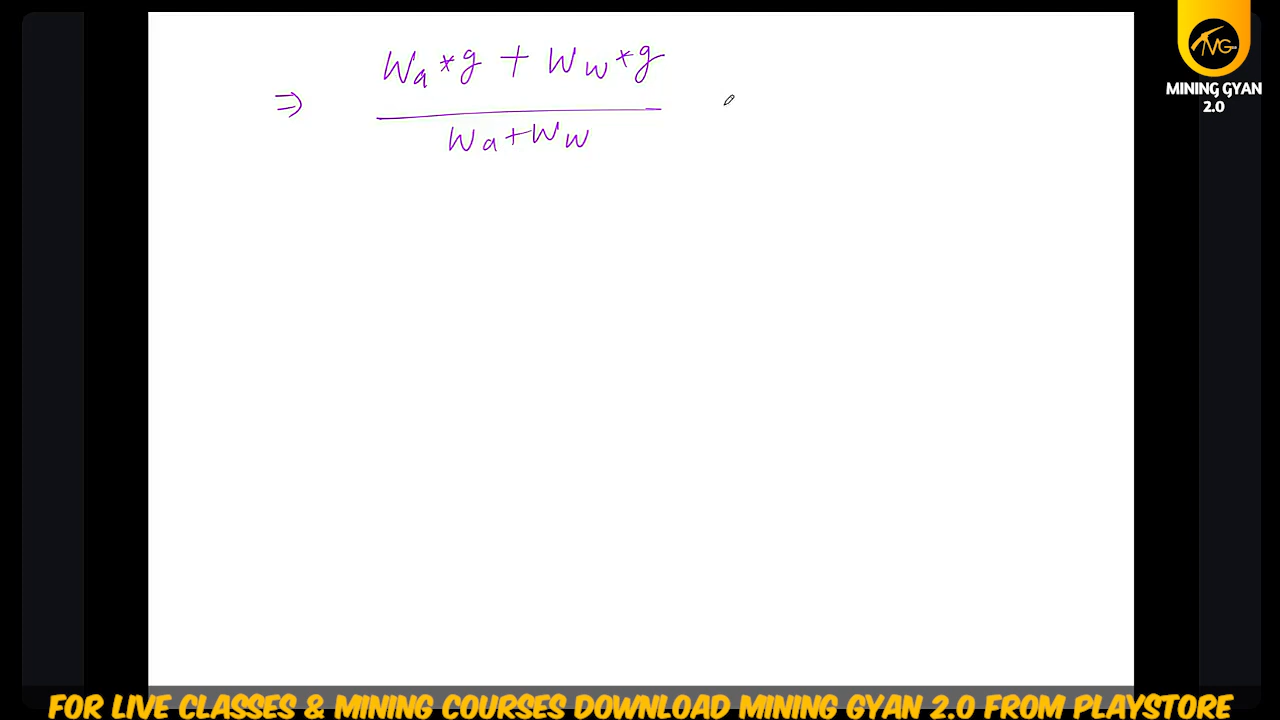 ⇒ Wa*g + Ww*g
Wa+Ww
MG
MINING GYAN
2.0
FOR LIVE CLASSES & MINING COURSES DOWNLOAD MINING GYAN 2.0 FROM PLAYSTORE